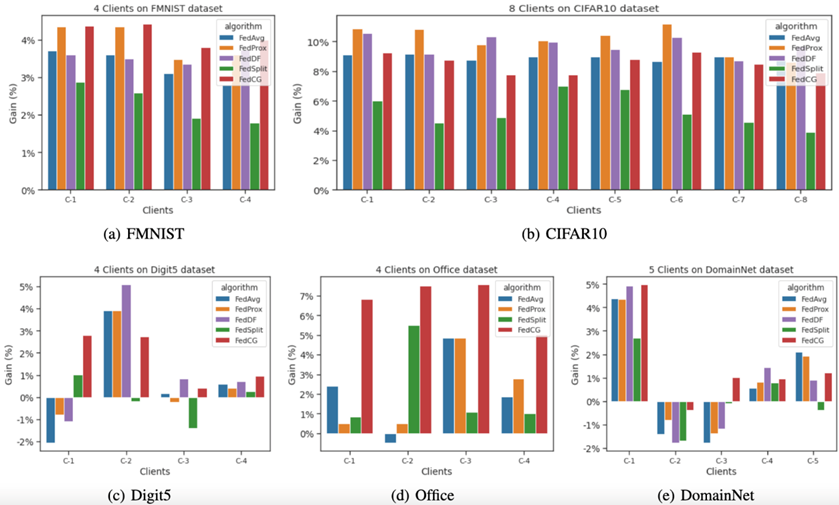 4 Clients on FMNIST dataset
Gain (%)
4%
3%
2%
1%
0%
algorithm
FedAvg
FedProx
FedDF
FedSplit
FedCG
C-1 C-2 C-3 C-4
Clients
(a) FMNIST
8 Clients on CIFAR10 dataset
Gain (%)
10%
8%
6%
4%
2%
0%
algorithm
FedAvg
FedProx
FedDF
FedSplit
FedCG
C-1 C-2 C-3 C-4 C-5 C-6 C-7 C-8
Clients
(b) CIFAR10
4 Clients on Digit5 dataset
Gain (%)
5%
4%
3%
2%
1%
0%
-1%
-2%
algorithm
FedAvg
FedProx
FedDF
FedSplit
FedCG
C-1 C-2 C-3 C-4
Clients
(c) Digit5
4 Clients on Office dataset
Gain (%)
7%
6%
5%
4%
3%
2%
1%
0%
algorithm
FedAvg
FedProx
FedSplit
FedCG
C-1 C-2 C-3 C-4
Clients
(d) Office
5 Clients on DomainNet dataset
Gain (%)
5%
4%
3%
2%
1%
0%
-1%
-2%
algorithm
FedAvg
FedProx
FedDF
FedSplit
FedCG
C-1 C-2 C-3 C-4 C-5
Clients
(e) DomainNet